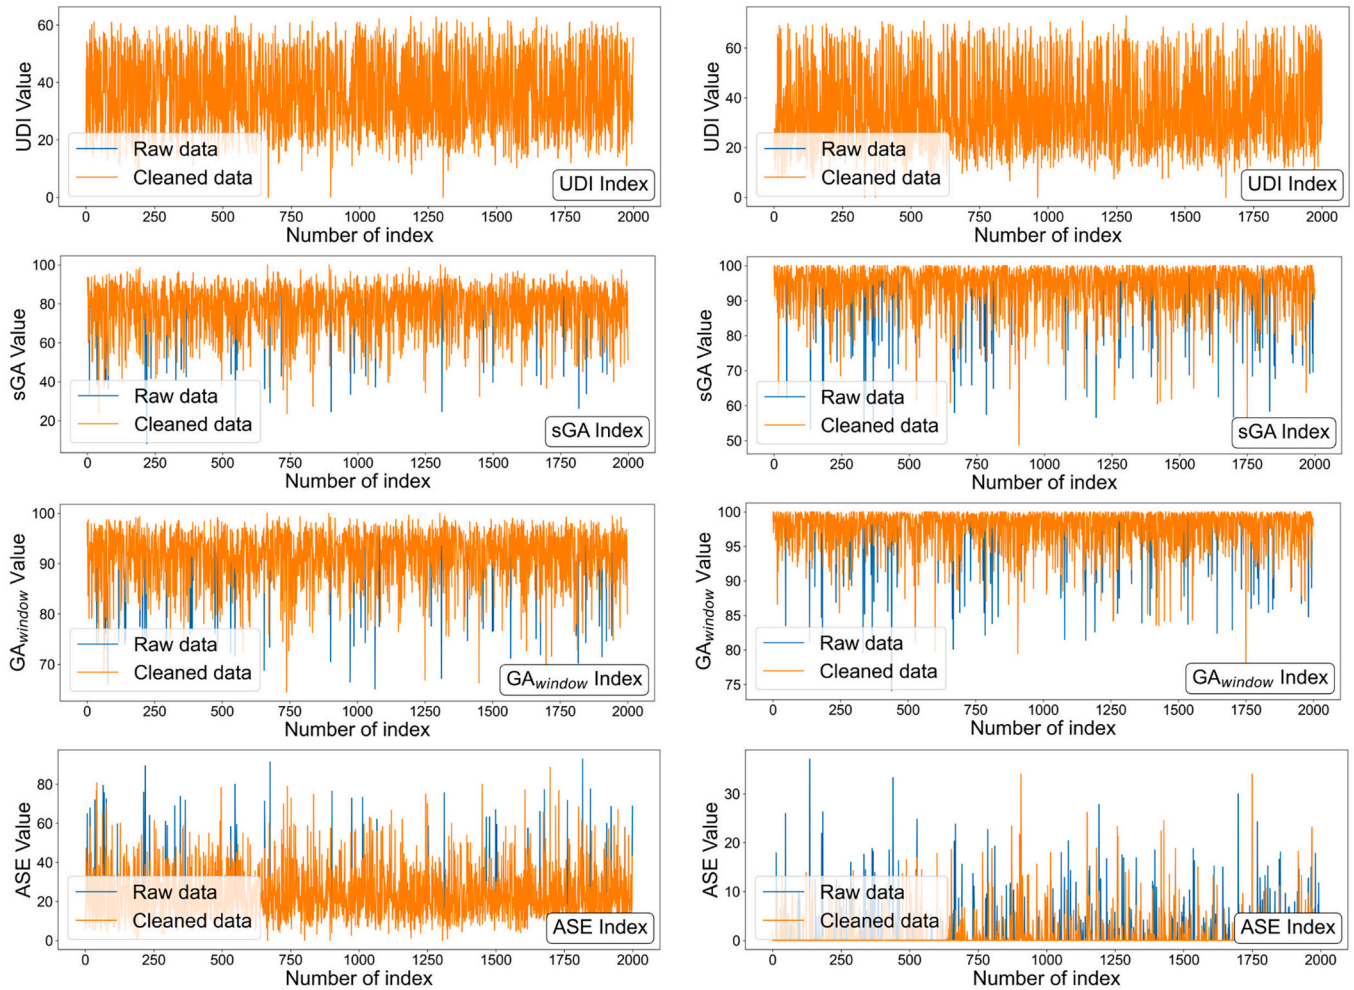 60
40
20
0
UDI Value
Raw data
Cleaned data
UDI Index
0 250 500 750 1000 1250 1500 1750 2000
Number of index
60
40
20
0
UDI Value
Raw data
Cleaned data
UDI Index
0 250 500 750 1000 1250 1500 1750 2000
Number of index
100
80
60
40
20
sGA Value
Raw data
Cleaned data
sGA Index
0 250 500 750 1000 1250 1500 1750 2000
Number of index
100
90
80
70
60
50
sGA Value
Raw data
Cleaned data
sGA Index
0 250 500 750 1000 1250 1500 1750 2000
Number of index
100
90
80
70
GAwindow Value
Raw data
Cleaned data
GAwindow Index
0 250 500 750 1000 1250 1500 1750 2000
Number of index
100
95
90
85
80
75
GAwindow Value
Raw data
Cleaned data
GAwindow Index
0 250 500 750 1000 1250 1500 1750 2000
Number of index
80
60
40
20
0
ASE Value
Raw data
Cleaned data
ASE Index
0 250 500 750 1000 1250 1500 1750 2000
Number of index
30
20
10
0
ASE Value
Raw data
Cleaned data
ASE Index
0 250 500 750 1000 1250 1500 1750 2000
Number of index